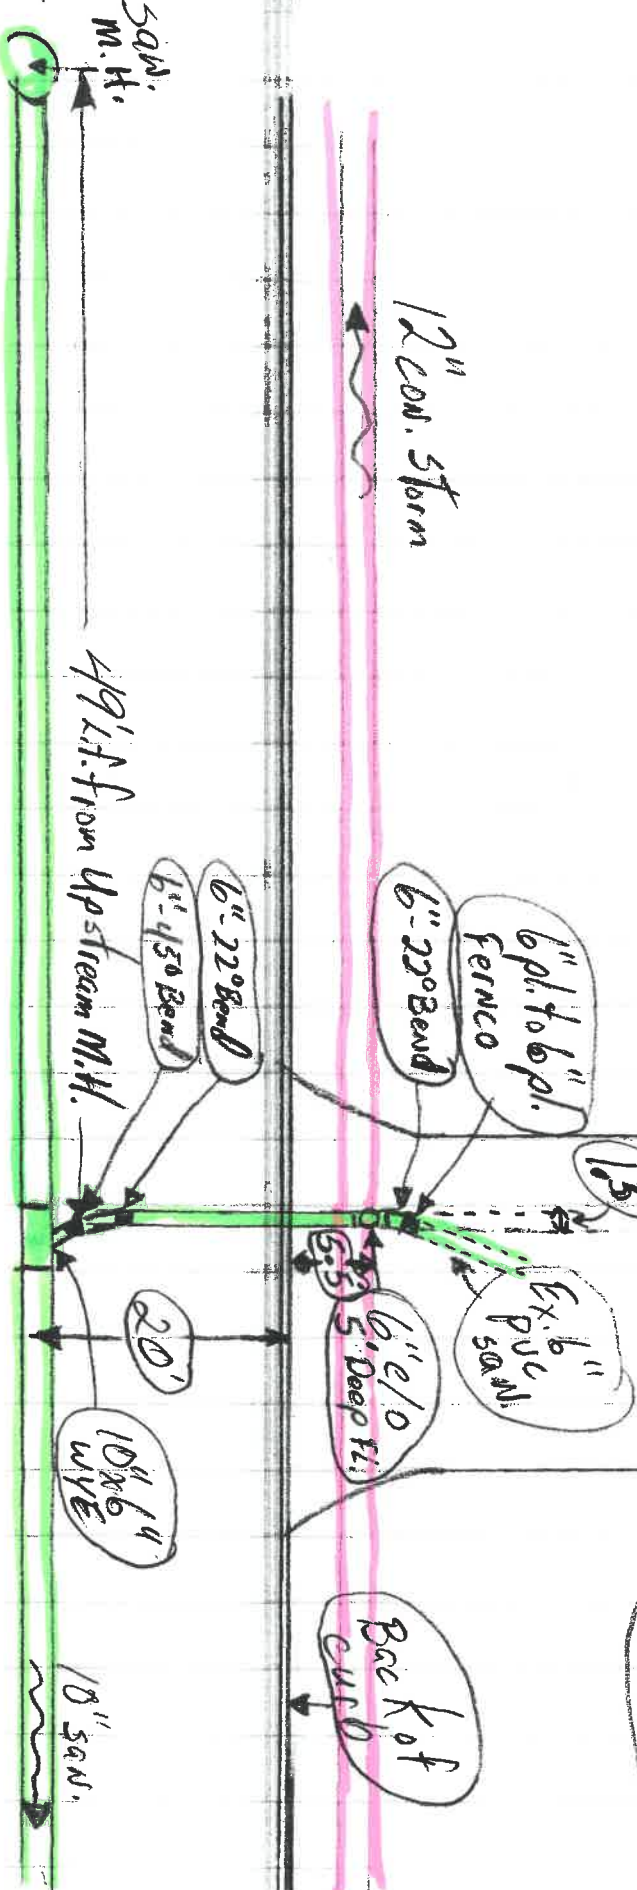 San.
M.H.
12" con. Storm
49' L.f. from Upstream M.H.
6"-22° Bend
6"-45° Bend
6" pl. to 6" pl.
FERNCO
6"-22° Bend
Ex. 6"
pvc
san.
5.5'
6" c/o
5' Deep FL.
20'
10"x6"
WYE
Back of
curb
10" san.